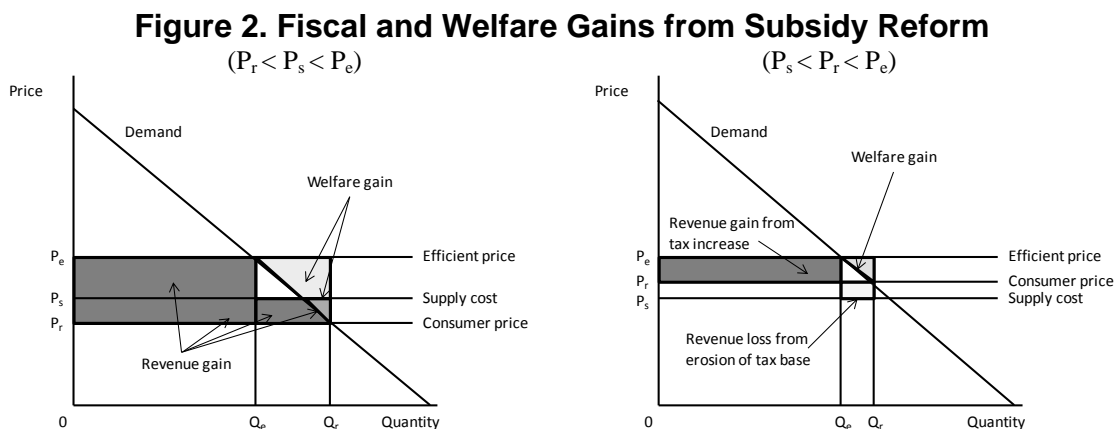 Figure 2. Fiscal and Welfare Gains from Subsidy Reform
(Pr < Ps < Pe)
(Ps < Pr < Pe)
Price
Demand
Welfare gain
Pe
Efficient price
Ps
Supply cost
Pr
Consumer price
Revenue gain
0
Qe
Qr
Quantity
Price
Demand
Welfare gain
Revenue gain from
tax increase
Pe
Efficient price
Pr
Consumer price
Ps
Supply cost
Revenue loss from
erosion of tax base
0
Qe
Qr
Quantity